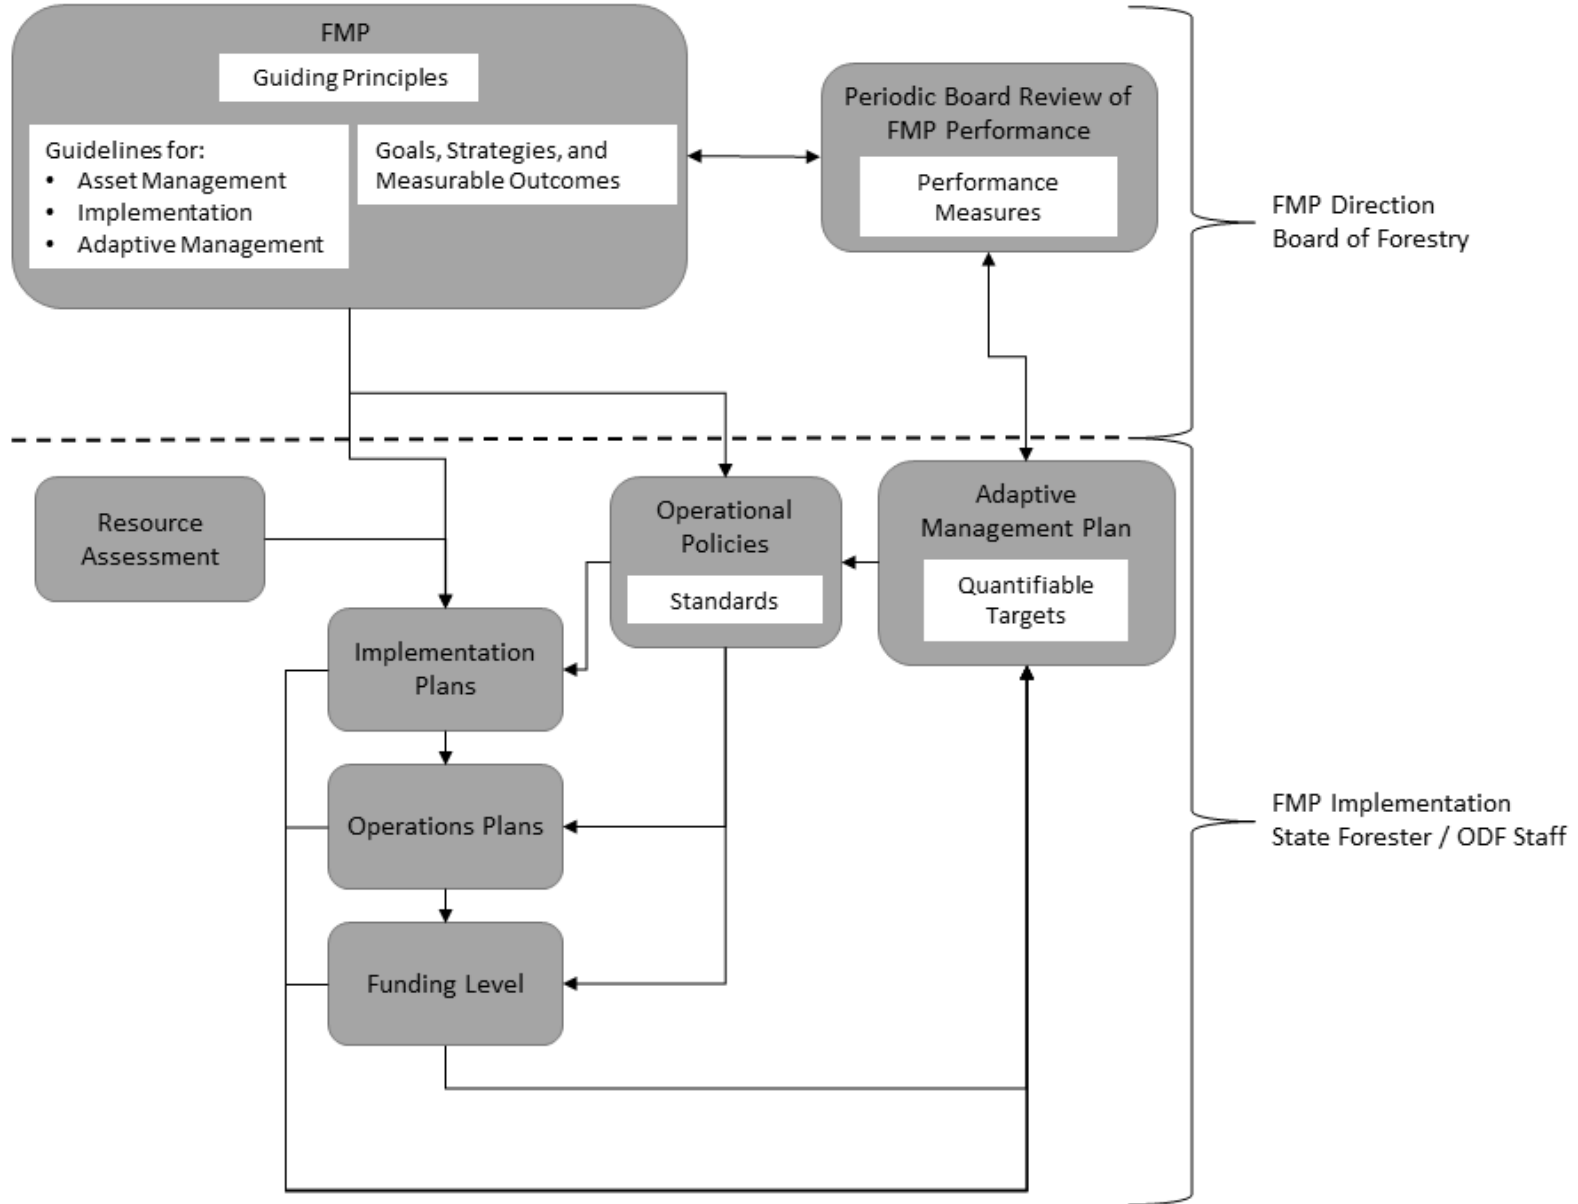 FMP
Guiding Principles
Guidelines for:
• Asset Management
• Implementation
• Adaptive Management
Goals, Strategies, and
Measurable Outcomes
Periodic Board Review of
FMP Performance
Performance
Measures
FMP Direction
Board of Forestry
Resource
Assessment
Operational
Policies
Standards
Adaptive
Management Plan
Quantifiable
Targets
Implementation
Plans
Operations Plans
Funding Level
FMP Implementation
State Forester / ODF Staff